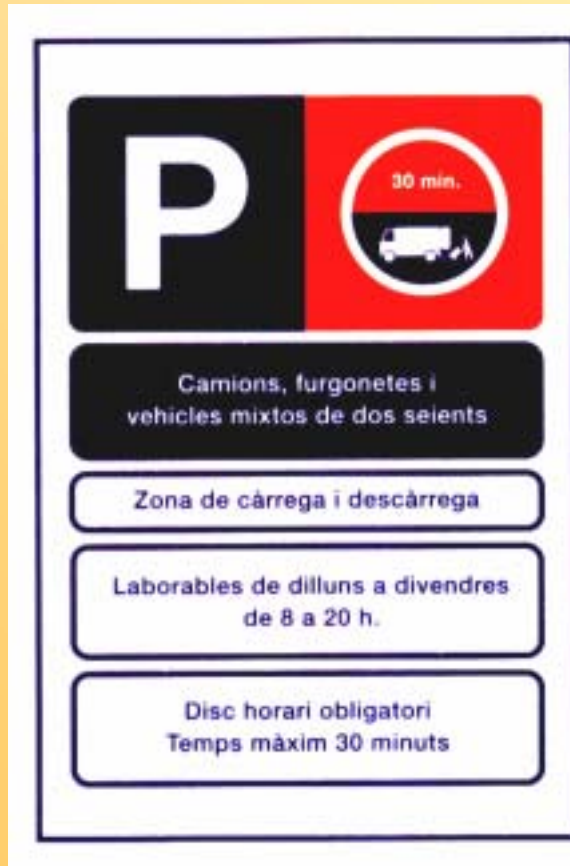 P
30 min.
Camions, furgonetes i
vehicles mixtos de dos seients
Zona de càrrega i descàrrega
Laborables de dilluns a divendres
de 8 a 20 h.
Disc horari obligatori
Temps màxim 30 minuts